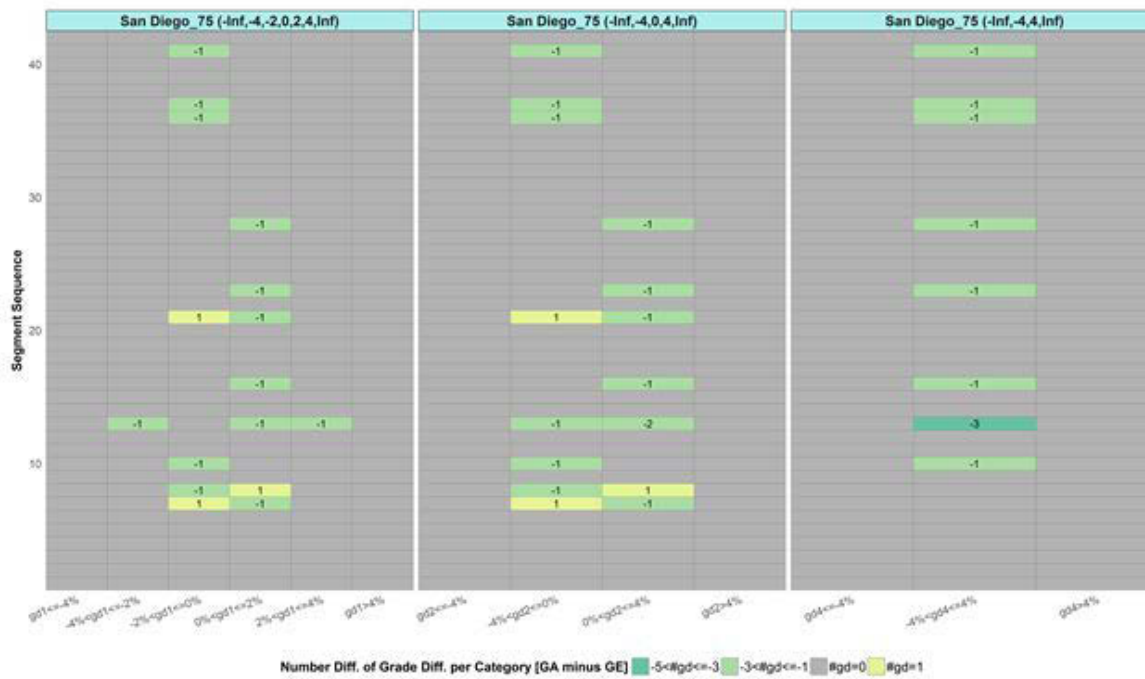 San Diego_75 (-Inf,-4,-2,0,2,4,Inf) San Diego_75 (-Inf,-4,0,4,Inf) San Diego_75 (-Inf,-4,4,Inf)
-1 -1 -1
40
-1 -1 -1
-1 -1 -1
30
-1 -1 -1
-1 -1 -1
1 -1 1 -1
20
-1 -1 -1
-1 -1 -1 -1 -2 -3
10 -1 -1 -1
-1 1 -1 1
1 -1 1 -1
Segment Sequence
gd1<=-4% -4%<gd1<=-2% -2%<gd1<=0% 0%<gd1<=2% 2%<gd1<=4% gd1>4% gd2<=-4% -4%<gd2<=0% 0%<gd2<=4% gd2>4% gd4<=-4% -4%<gd4<=4% gd4>4%
Number Diff. of Grade Diff. per Category [GA minus GE] -5<#gd<=-3 -3<#gd<=-1 #gd=0 #gd=1